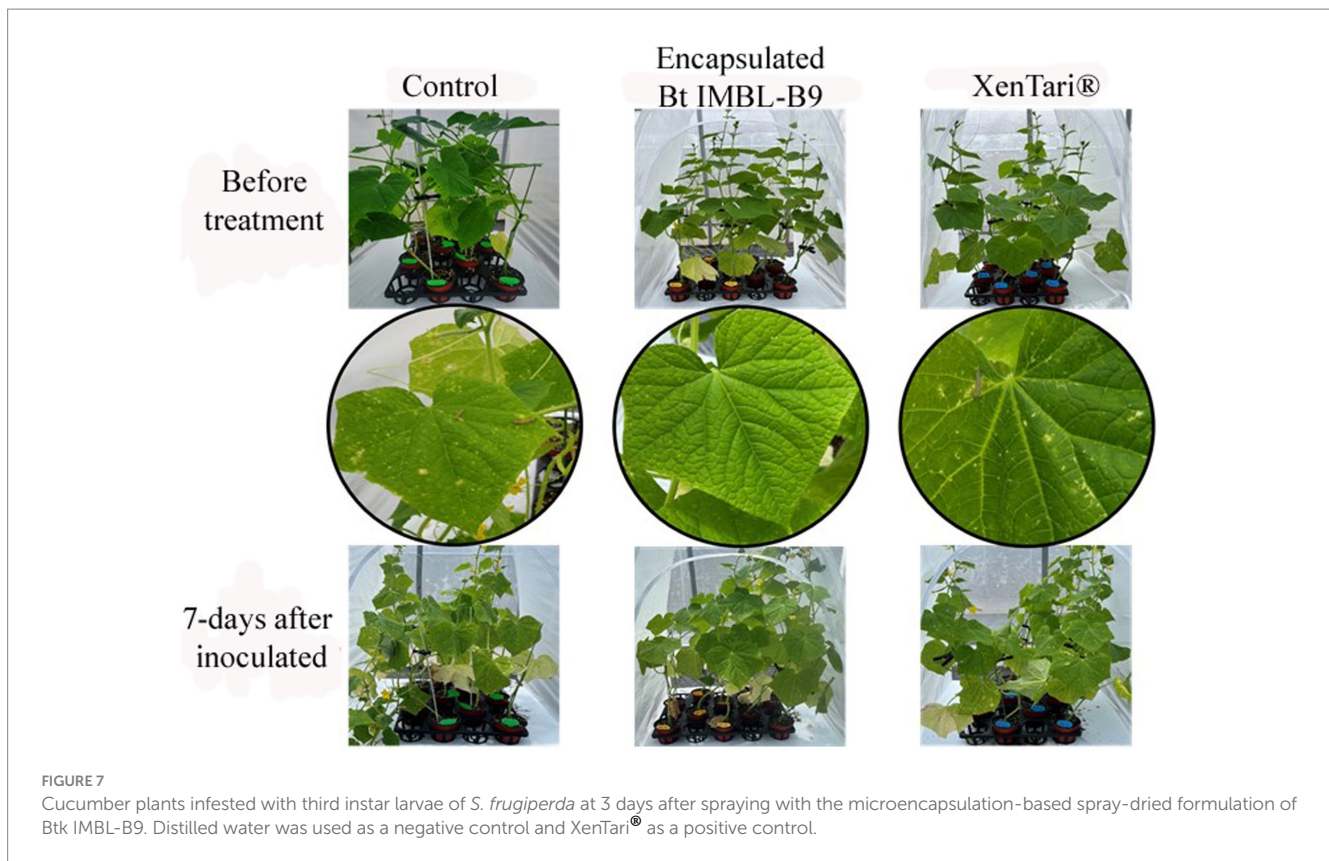 Control
Encapsulated
Bt IMBL-B9
XenTari®
Before
treatment
7-days after
inoculated
FIGURE 7
Cucumber plants infested with third instar larvae of S. frugiperda at 3 days after spraying with the microencapsulation-based spray-dried formulation of
Btk IMBL-B9. Distilled water was used as a negative control and XenTari® as a positive control.